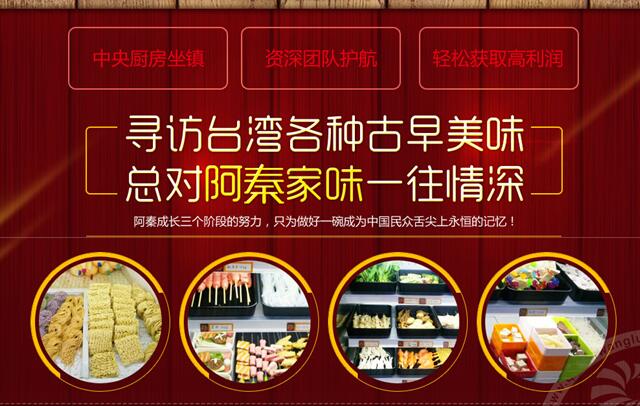 中央厨房坐镇
资深团队护航
轻松获取高利润
寻访台湾各种古早美味
总对阿秦家味一往情深
阿秦成长三个阶段的努力，只为做好一碗成为中国民众舌尖上永恒的记忆！